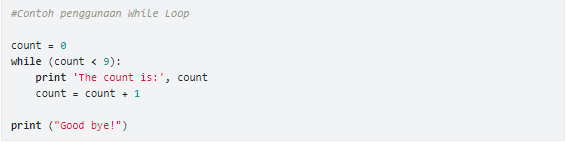 #Contoh penggunaan While Loop
count = 0
while (count < 9):
    print 'The count is:', count
    count = count + 1
print ("Good bye!")